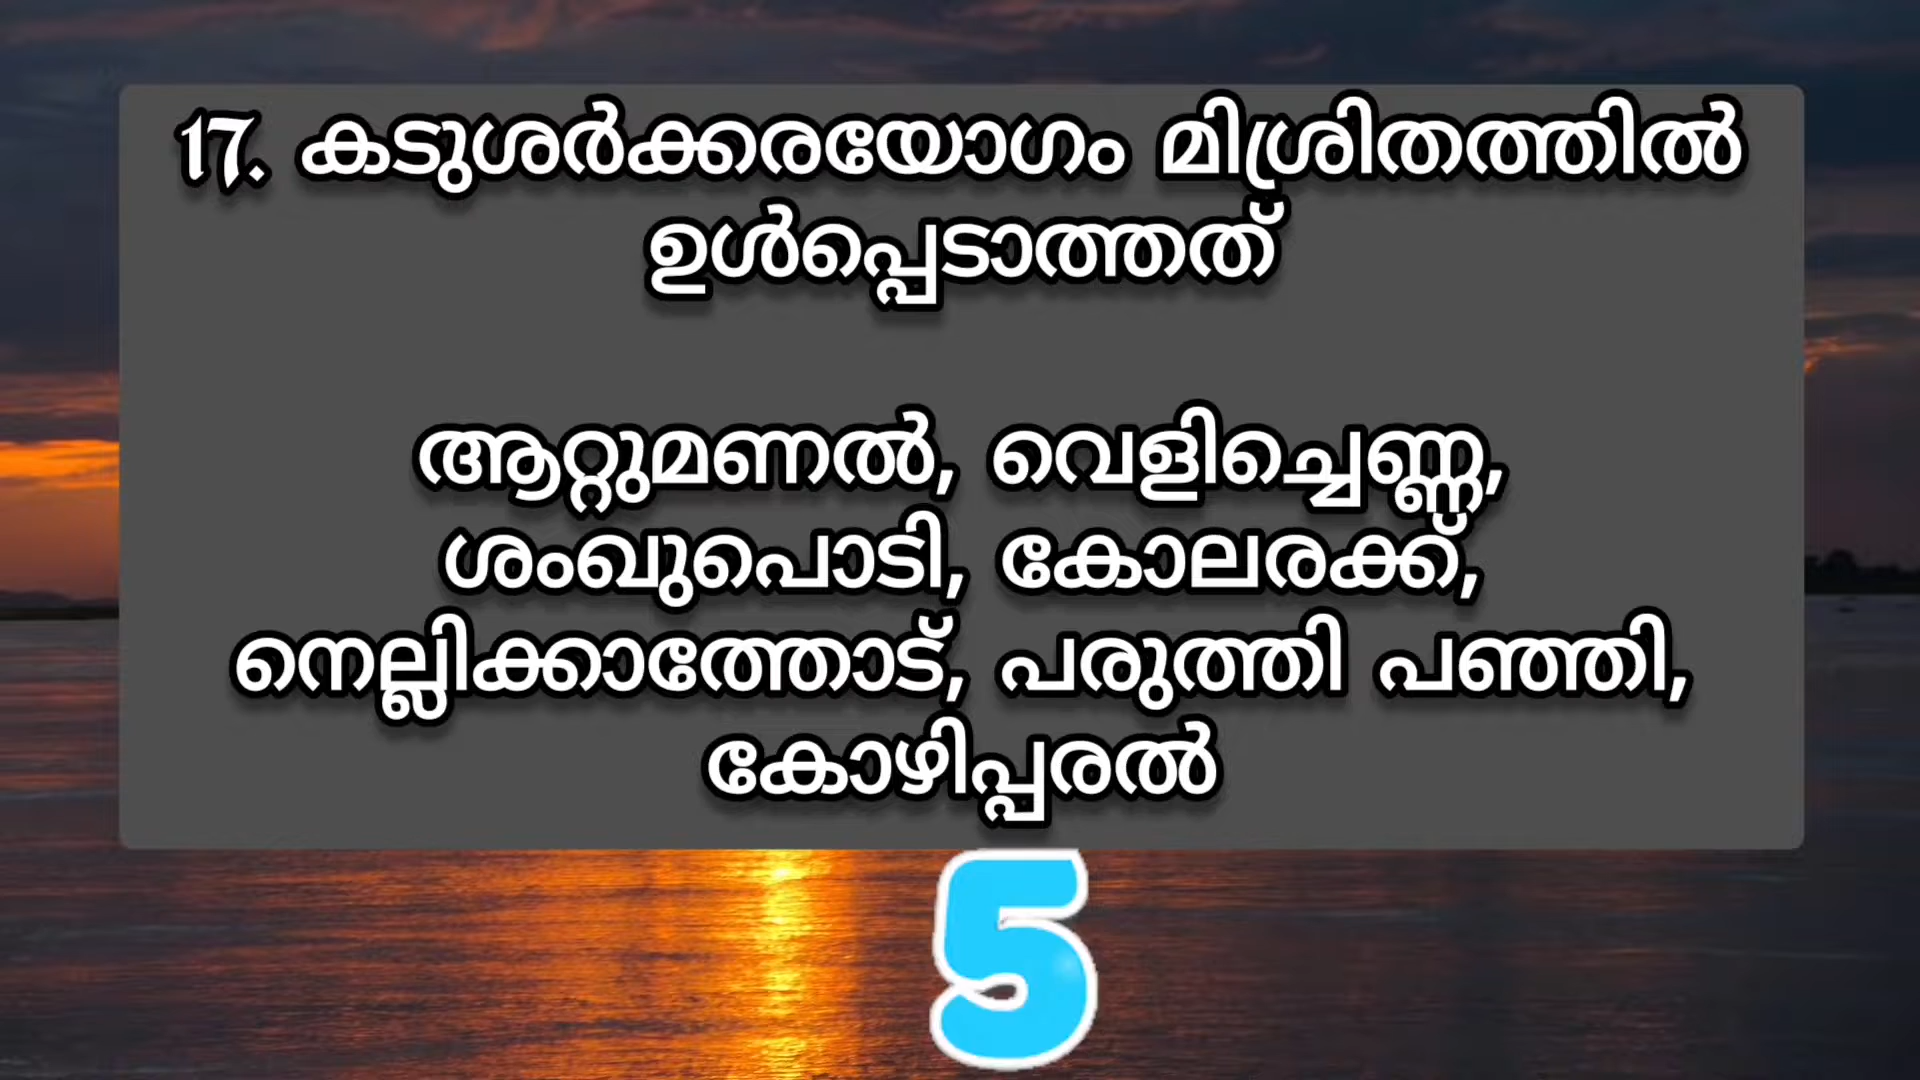 17. കടുശർക്കരയോഗം മിശ്രിതത്തിൽ
ഉൾപ്പെടാത്തത്
ആറ്റുമണൽ, വെളിച്ചെണ്ണ,
ശംഖുപൊടി, കോലരക്ക്,
നെല്ലിക്കാത്തോട്, പരുത്തി പഞ്ഞി,
കോഴിപ്പരൽ
5